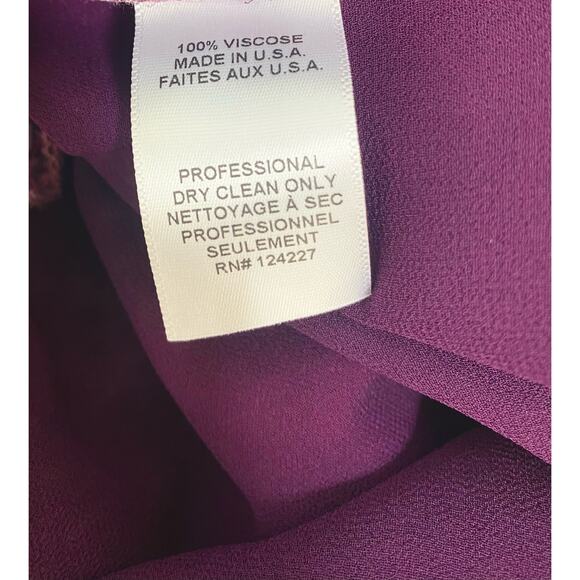 100% VISCOSE
MADE IN U.S.A.
FAITES AUX U.S.A.
PROFESSIONAL
DRY CLEAN ONLY
NETTOYAGE À SEC
PROFESSIONNEL
SEULEMENT
RN# 124227